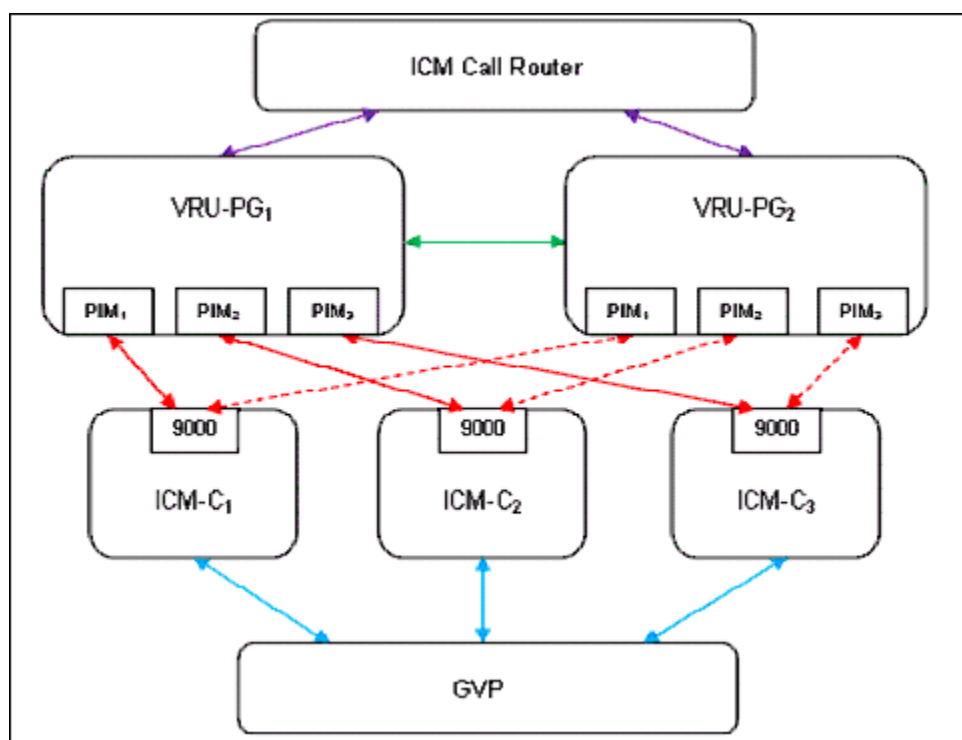 ICM Call Router
VRU-PG₁
VRU-PG₂
PIM₁
PIM₂
PIM₃
PIM₁
PIM₂
PIM₃
9000
9000
9000
ICM-C₁
ICM-C₂
ICM-C₃
GVP